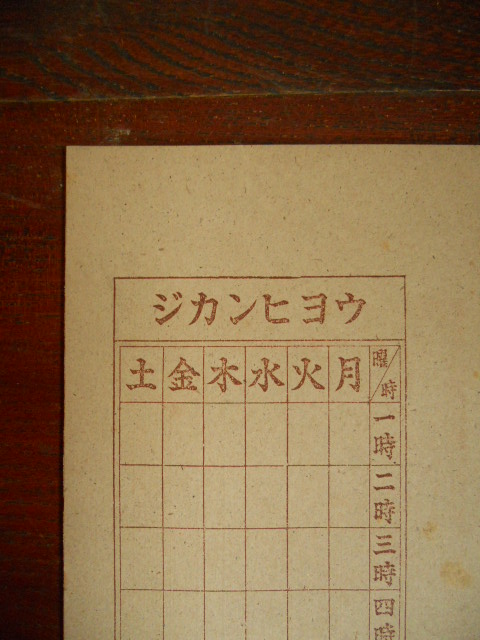 ジカンヒヨウ
土金木水火月 曜/時
一時
二時
三時
四時